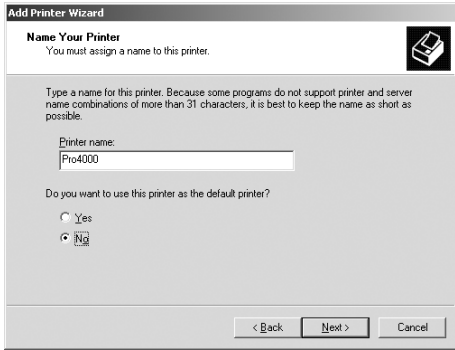 Add Printer Wizard
Name Your Printer
You must assign a name to this printer.
Type a name for this printer. Because some programs do not support printer and server
name combinations of more than 31 characters, it is best to keep the name as short as
possible.
Printer name:
Pro4000
Do you want to use this printer as the default printer?
Yes
No
< Back
Next >
Cancel